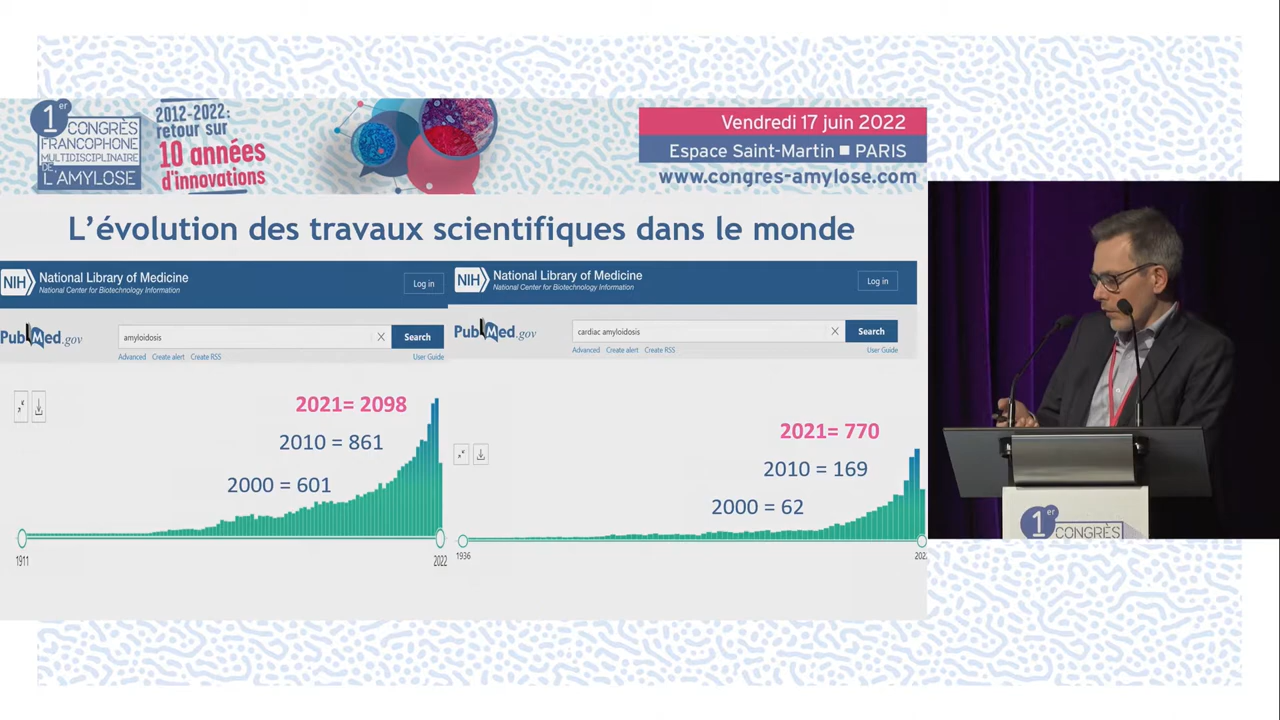 1er
CONGRÈS
FRANCOPHONE
MULTIDISCIPLINAIRE
DE
L'AMYLOSE
2012-2022:
retour sur
10 années
d'innovations
Vendredi 17 juin 2022
Espace Saint-Martin ■ PARIS
www.congres-amylose.com
L'évolution des travaux scientifiques dans le monde
NIH National Library of Medicine
National Center for Biotechnology Information
Log in
PubMed.gov
amyloidosis
X
Search
Advanced Create alert Create RSS
User Guide
2021= 2098
2010 = 861
2000 = 601
1911
2022
NIH National Library of Medicine
National Center for Biotechnology Information
Log in
PubMed.gov
cardiac amyloidosis
X
Search
Advanced Create alert Create RSS
User Guide
2021= 770
2010 = 169
2000 = 62
1936
202
1er
CONGRÈS